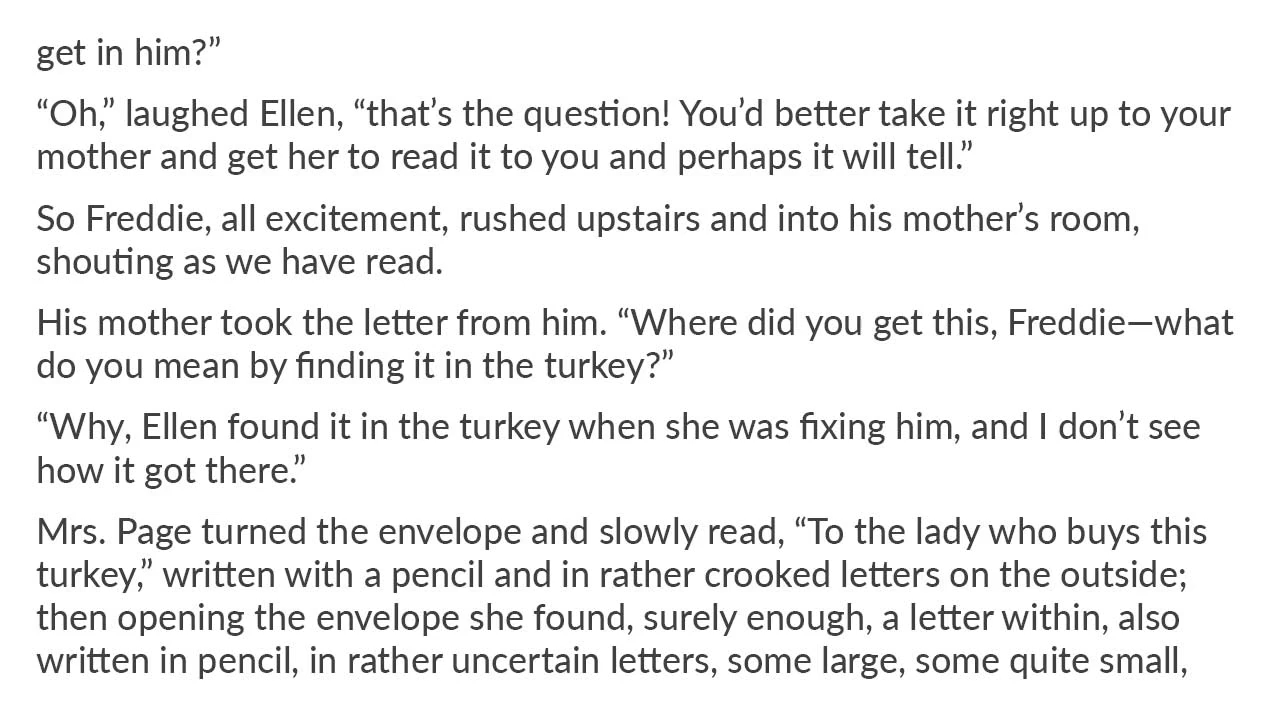 get in him?”
“Oh,” laughed Ellen, “that’s the question! You’d better take it right up to your
mother and get her to read it to you and perhaps it will tell.”
So Freddie, all excitement, rushed upstairs and into his mother’s room,
shouting as we have read.
His mother took the letter from him. “Where did you get this, Freddie—what
do you mean by finding it in the turkey?”
“Why, Ellen found it in the turkey when she was fixing him, and I don’t see
how it got there.”
Mrs. Page turned the envelope and slowly read, “To the lady who buys this
turkey,” written with a pencil and in rather crooked letters on the outside;
then opening the envelope she found, surely enough, a letter within, also
written in pencil, in rather uncertain letters, some large, some quite small,